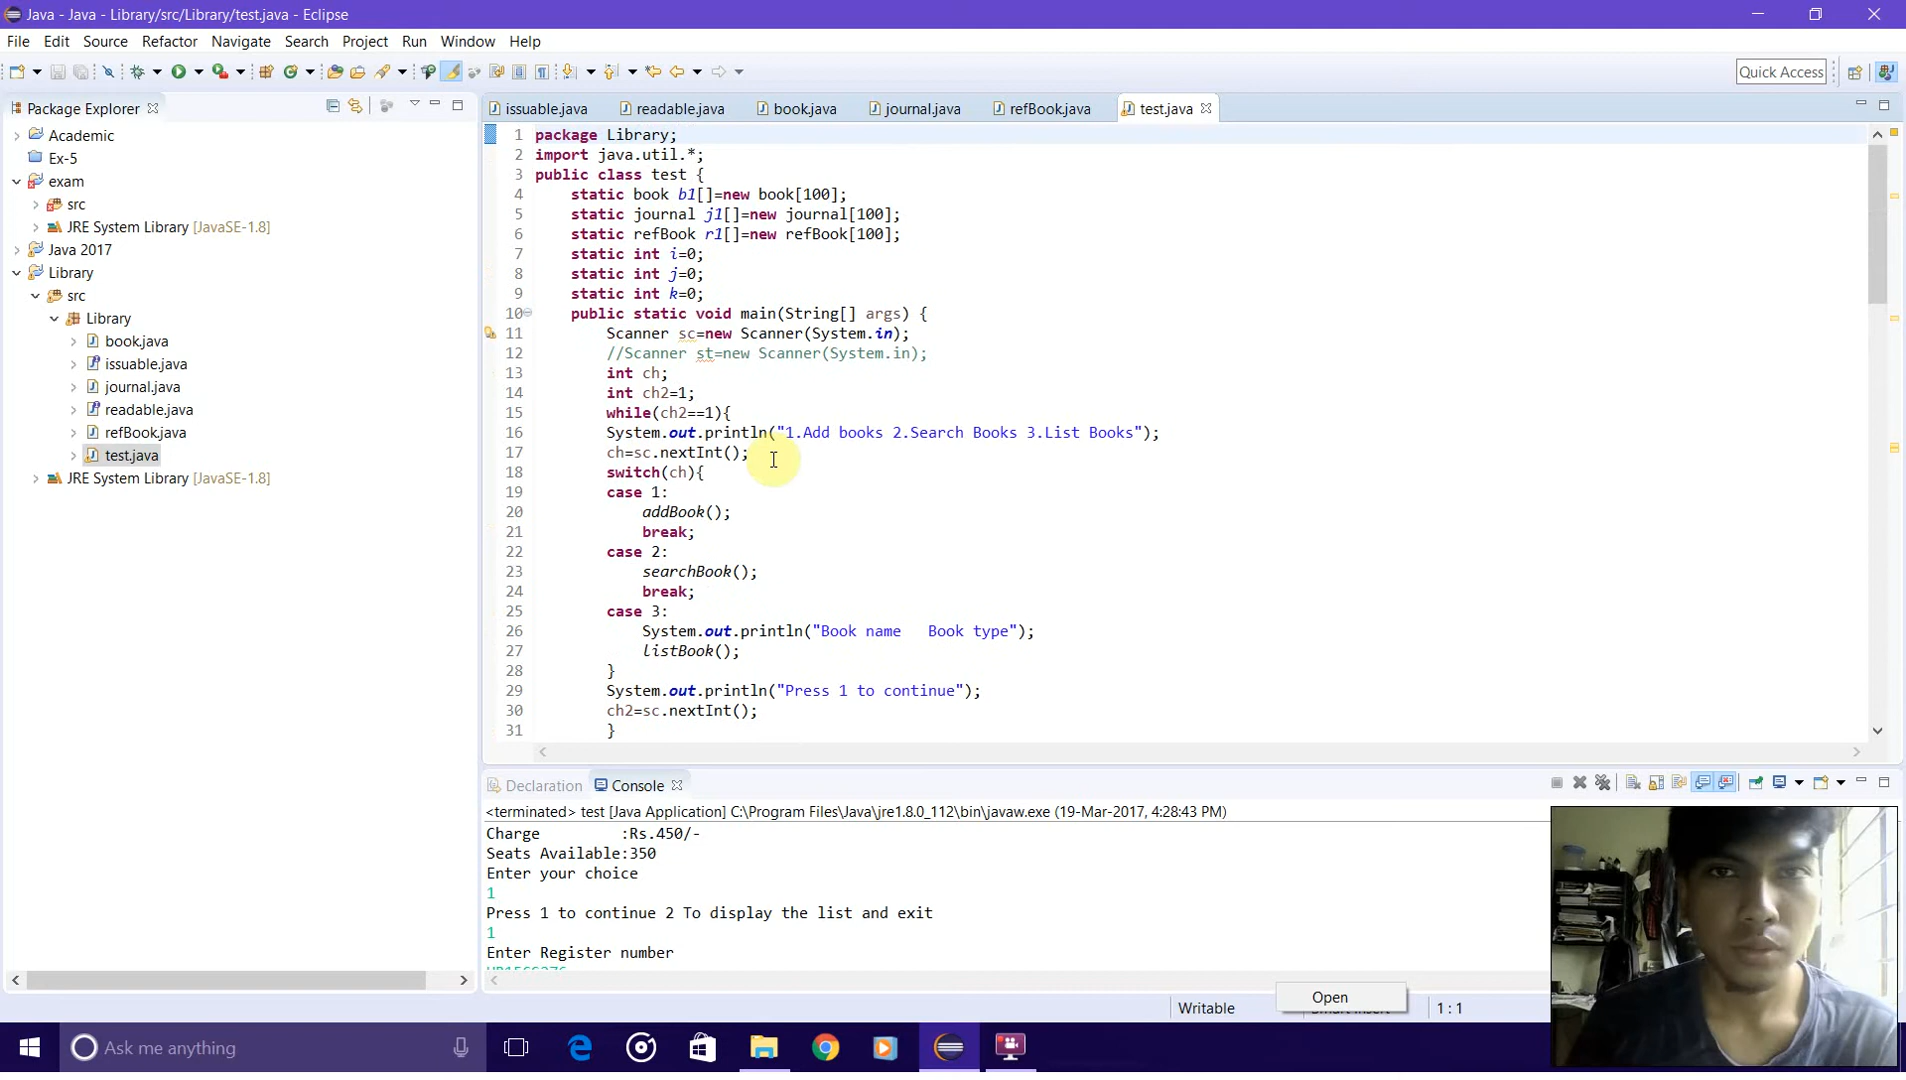 Java - Java - Library/src/Library/test.java - Eclipse
File Edit Source Refactor Navigate Search Project Run Window Help
Quick Access
Package Explorer
Academic
Ex-5
exam
src
JRE System Library [JavaSE-1.8]
Java 2017
Library
src
Library
book.java
issuable.java
journal.java
readable.java
refBook.java
test.java
JRE System Library [JavaSE-1.8]
issuable.java readable.java book.java journal.java refBook.java test.java
1 package Library;
2 import java.util.*;
3 public class test {
4 static book b1[]=new book[100];
5 static journal j1[]=new journal[100];
6 static refBook r1[]=new refBook[100];
7 static int i=0;
8 static int j=0;
9 static int k=0;
10 public static void main(String[] args) {
11 Scanner sc=new Scanner(System.in);
12 //Scanner st=new Scanner(System.in);
13 int ch;
14 int ch2=1;
15 while(ch2==1){
16 System.out.println("1.Add books 2.Search Books 3.List Books");
17 ch=sc.nextInt();
18 switch(ch){
19 case 1:
20 addBook();
21 break;
22 case 2:
23 searchBook();
24 break;
25 case 3:
26 System.out.println("Book name   Book type");
27 listBook();
28 }
29 System.out.println("Press 1 to continue");
30 ch2=sc.nextInt();
31 }
Declaration Console
<terminated> test [Java Application] C:\Program Files\Java\jre1.8.0_112\bin\javaw.exe (19-Mar-2017, 4:28:43 PM)
Charge         :Rs.450/-
Seats Available:350
Enter your choice
1
Press 1 to continue 2 To display the list and exit
1
Enter Register number
Writable Open 1 : 1
Ask me anything